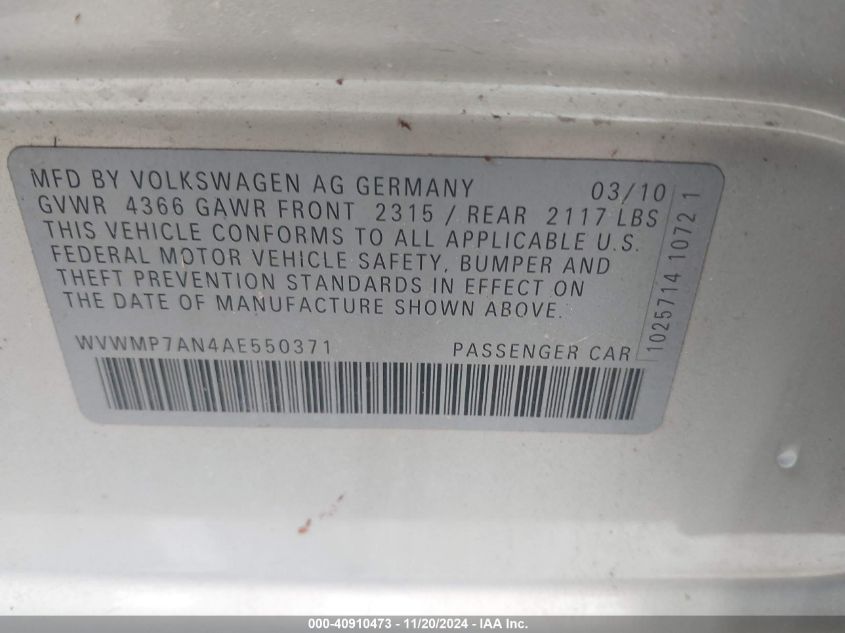 MFD BY VOLKSWAGEN AG GERMANY 03/10
GVWR 4366 GAWR FRONT 2315 / REAR 2117 LBS
THIS VEHICLE CONFORMS TO ALL APPLICABLE U.S.
FEDERAL MOTOR VEHICLE SAFETY, BUMPER AND
THEFT PREVENTION STANDARDS IN EFFECT ON
THE DATE OF MANUFACTURE SHOWN ABOVE.
WVWMP7AN4AE550371 PASSENGER CAR
1025714 1072 1
000-40910473 - 11/20/2024 - IAA Inc.